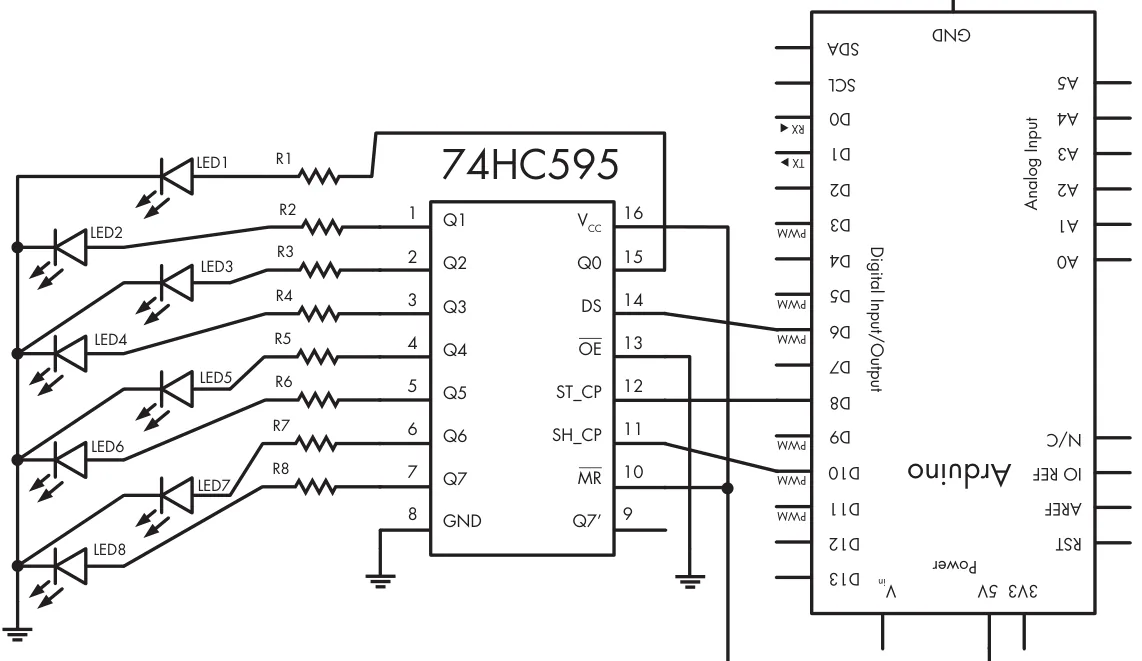 74HC595
LED1
R1
LED2
R2
LED3
R3
LED4
R4
LED5
R5
LED6
R6
LED7
R7
LED8
R8
1 Q1
2 Q2
3 Q3
4 Q4
5 Q5
6 Q6
7 Q7
8 GND
VCC 16
Q0 15
DS 14
OE 13
ST_CP 12
SH_CP 11
MR 10
Q7’ 9
GND
SDA
SCL
D0
RX
D1
TX
D2
D3
PWM
D4
D5
PWM
D6
PWM
D7
D8
D9
PWM
D10
PWM
D11
PWM
D12
D13
Digital Input/Output
Arduino
Analog Input
A5
A4
A3
A2
A1
A0
N/C
IO REF
AREF
RST
Power
Vin
5V
3V3